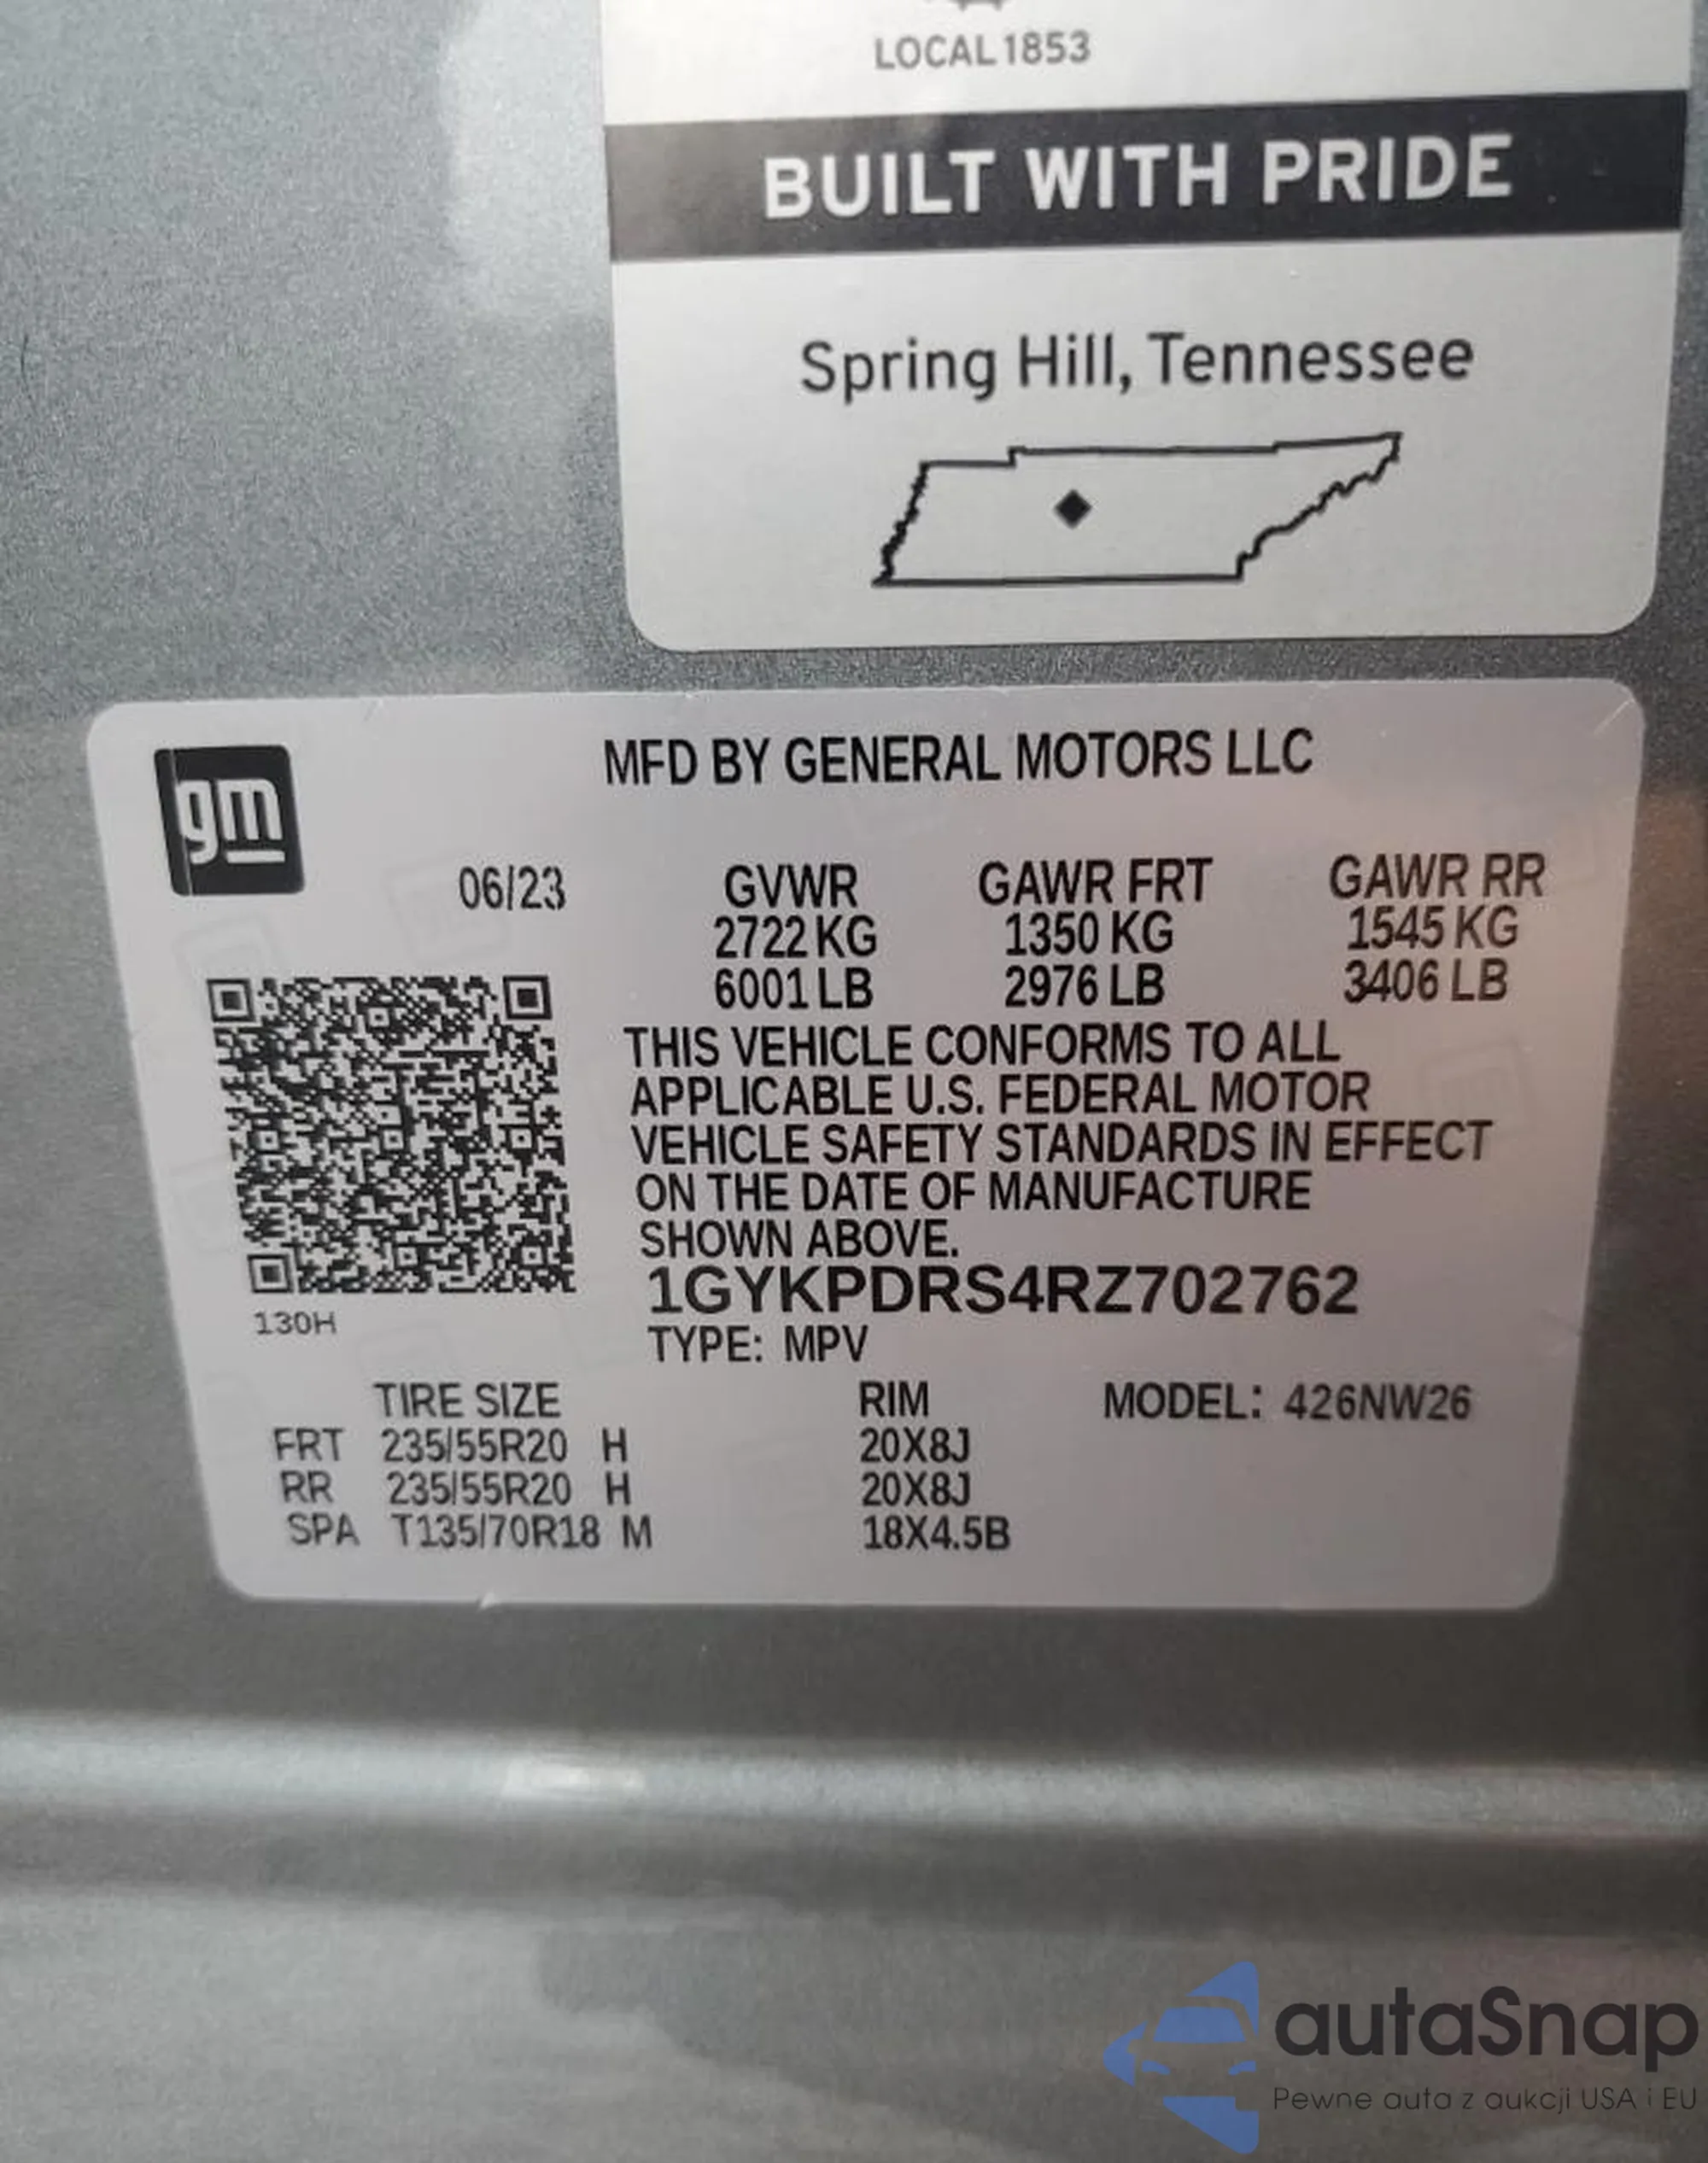 LOCAL 1853
BUILT WITH PRIDE
Spring Hill, Tennessee
gm
MFD BY GENERAL MOTORS LLC
06/23 GVWR GAWR FRT GAWR RR
2722 KG 1350 KG 1545 KG
6001 LB 2976 LB 3406 LB
THIS VEHICLE CONFORMS TO ALL
APPLICABLE U.S. FEDERAL MOTOR
VEHICLE SAFETY STANDARDS IN EFFECT
ON THE DATE OF MANUFACTURE
SHOWN ABOVE.
1GYKPDRS4RZ702762
130H
TYPE: MPV
TIRE SIZE RIM MODEL: 426NW26
FRT 235/55R20 H 20X8J
RR 235/55R20 H 20X8J
SPA T135/70R18 M 18X4.5B
autaSnap
Pewne auta z aukcji USA i EU